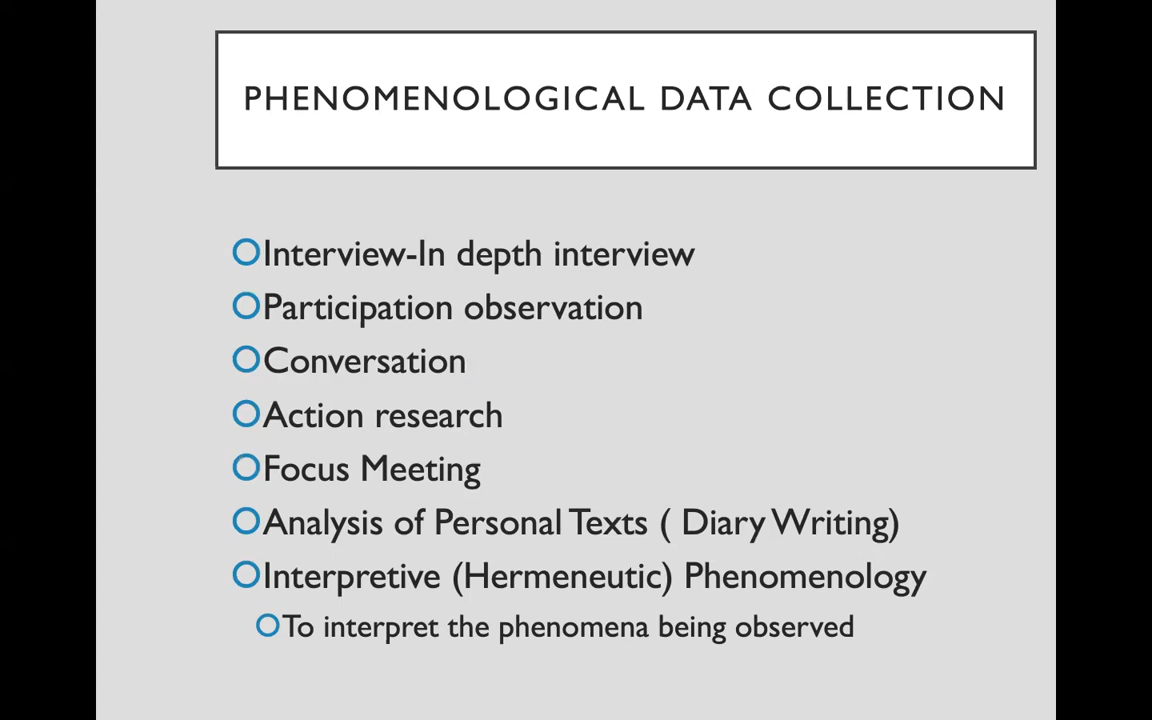 PHENOMENOLOGICAL DATA COLLECTION
Interview-In depth interview
Participation observation
Conversation
Action research
Focus Meeting
Analysis of Personal Texts ( Diary Writing)
Interpretive (Hermeneutic) Phenomenology
To interpret the phenomena being observed